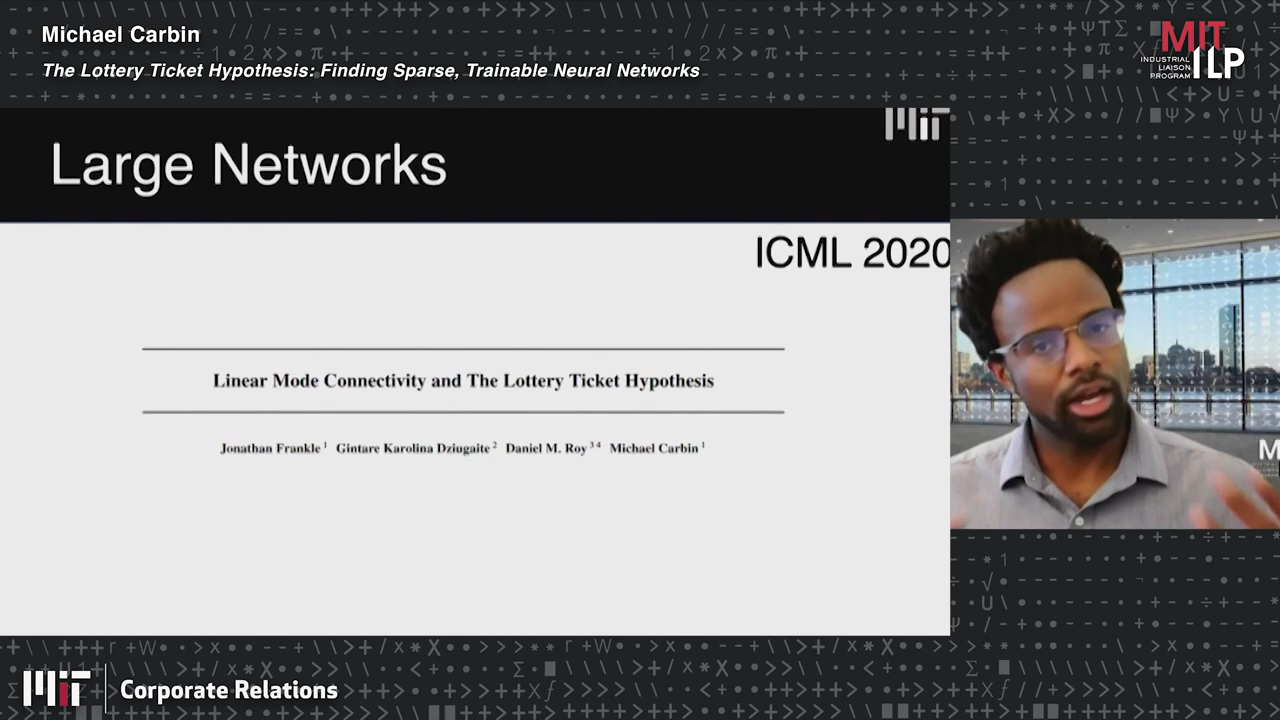 Michael Carbin
The Lottery Ticket Hypothesis: Finding Sparse, Trainable Neural Networks
MIT
INDUSTRIAL
LIAISON
PROGRAM
ILP
MIT
Large Networks
ICML 2020
Linear Mode Connectivity and The Lottery Ticket Hypothesis
Jonathan Frankle 1 Gintare Karolina Dziugaite 2 Daniel M. Roy 3 4 Michael Carbin 1
M
MIT
Corporate Relations